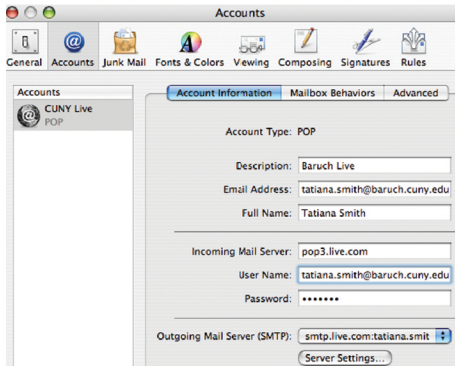 Accounts
General Accounts Junk Mail Fonts & Colors Viewing Composing Signatures Rules
Accounts
CUNY Live
POP
Account Information Mailbox Behaviors Advanced
Account Type: POP
Description: Baruch Live
Email Address: tatiana.smith@baruch.cuny.edu
Full Name: Tatiana Smith
Incoming Mail Server: pop3.live.com
User Name: tatiana.smith@baruch.cuny.edu
Password: •••••••
Outgoing Mail Server (SMTP): smtp.live.com:tatiana.smit
Server Settings...